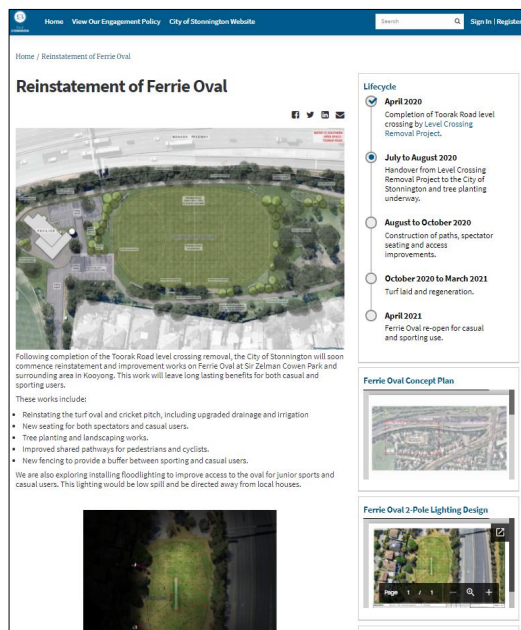 Home View Our Engagement Policy City of Stonnington Website
Search
Sign In | Register
Home / Reinstatement of Ferrie Oval
Reinstatement of Ferrie Oval
Following completion of the Toorak Road level crossing removal, the City of Stonnington will soon
commence reinstatement and improvement works on Ferrie Oval at Sir Zelman Cowen Park and
surrounding area in Kooyong. This work will leave long lasting benefits for both casual and
sporting users.
These works include:
• Reinstating the turf oval and cricket pitch, including upgraded drainage and irrigation
• New seating for both spectators and casual users.
• Tree planting and landscaping works.
• Improved shared pathways for pedestrians and cyclists.
• New fencing to provide a buffer between sporting and casual users.
We are also exploring installing floodlighting to improve access to the oval for junior sports and
casual users. This lighting would be low spill and be directed away from local houses.
Lifecycle
April 2020
Completion of Toorak Road level
crossing by Level Crossing
Removal Project.
July to August 2020
Handover from Level Crossing
Removal Project to the City of
Stonnington and tree planting
underway.
August to October 2020
Construction of paths, spectator
seating and access
improvements.
October 2020 to March 2021
Turf laid and regeneration.
April 2021
Ferrie Oval re-open for casual
and sporting use.
Ferrie Oval Concept Plan
Ferrie Oval 2-Pole Lighting Design
Page 1 / 1